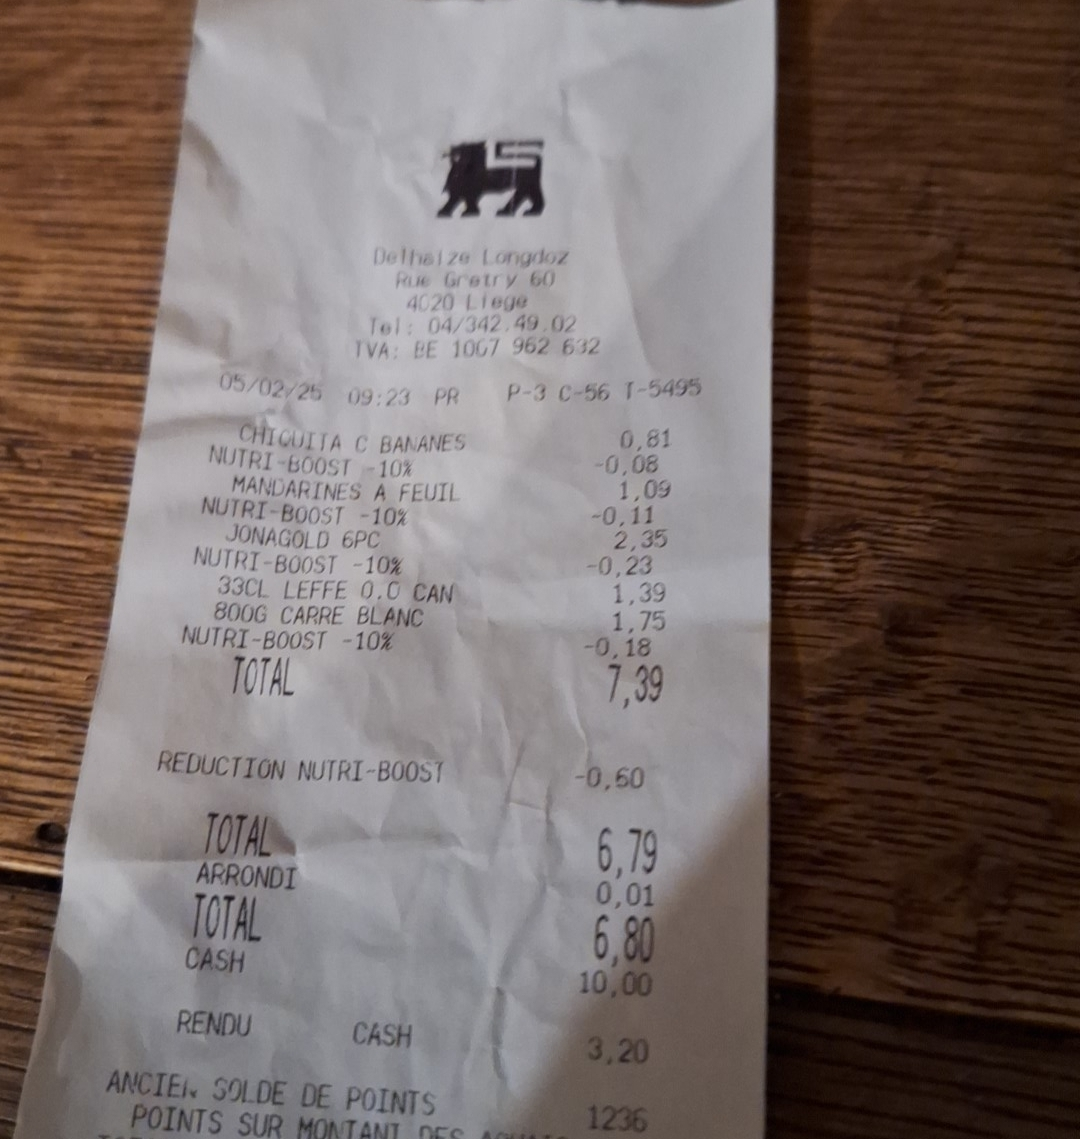 Delhaize Longdoz
Rue Gretry 60
4020 Liege
Tel: 04/342.49.02
TVA: BE 1007 962 632
05/02/25 09:23 PR P-3 C-56 T-5495
CHIQUITA C BANANES 0,81
NUTRI-BOOST -10% -0,08
MANDARINES A FEUIL 1,09
NUTRI-BOOST -10% -0,11
JONAGOLD 6PC 2,35
NUTRI-BOOST -10% -0,23
33CL LEFFE 0.0 CAN 1,39
800G CARRE BLANC 1,75
NUTRI-BOOST -10% -0,18
TOTAL 7,39
REDUCTION NUTRI-BOOST -0,60
TOTAL 6,79
ARRONDI 0,01
TOTAL 6,80
CASH 10,00
RENDU CASH 3,20
ANCIEN SOLDE DE POINTS 1236
POINTS SUR MONTANT DES